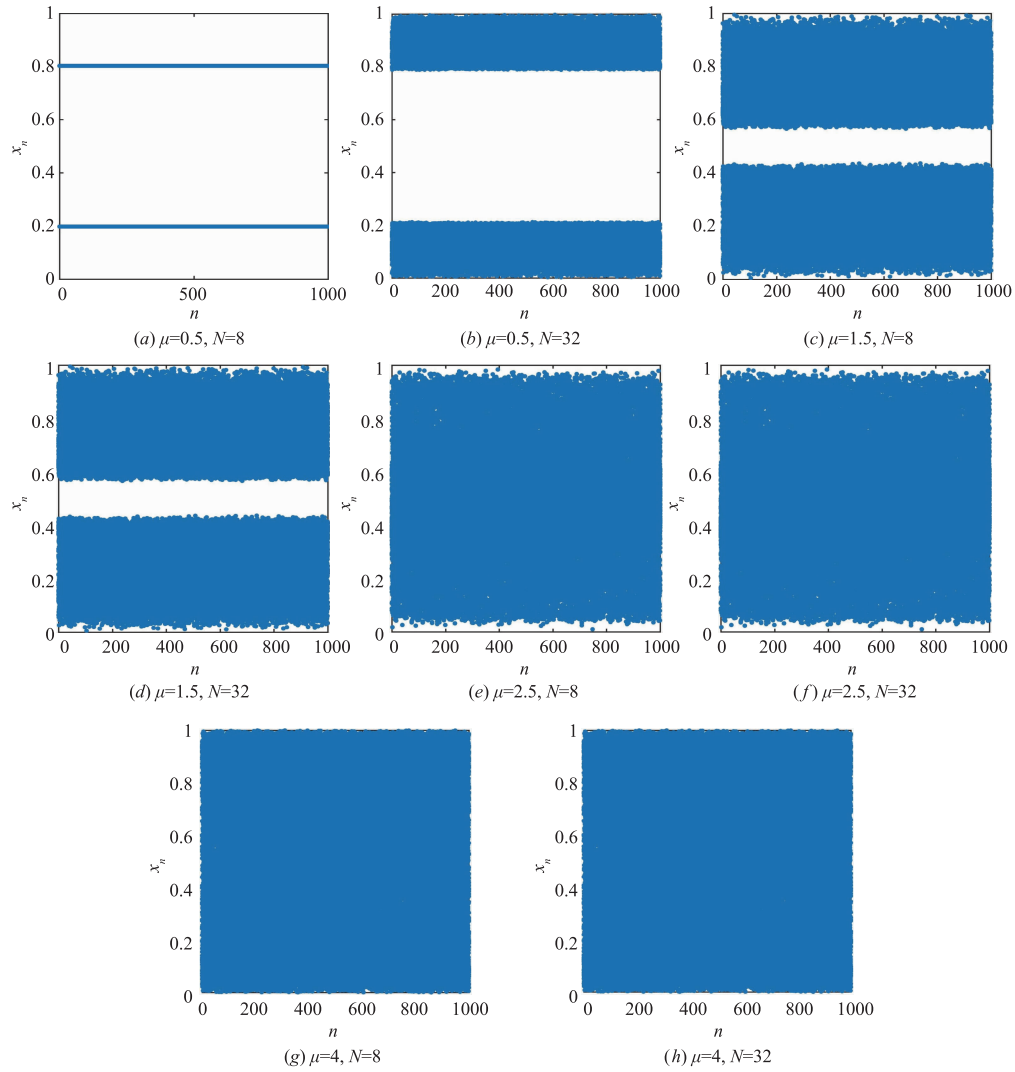 1
0.8
0.6
0.4
0.2
0
x_n
0 500 1000
n
(a) μ=0.5, N=8
1
0.8
0.6
0.4
0.2
0
x_n
0 200 400 600 800 1000
n
(b) μ=0.5, N=32
1
0.8
0.6
0.4
0.2
0
x_n
0 200 400 600 800 1000
n
(c) μ=1.5, N=8
1
0.8
0.6
0.4
0.2
0
x_n
0 200 400 600 800 1000
n
(d) μ=1.5, N=32
1
0.8
0.6
0.4
0.2
0
x_n
0 200 400 600 800 1000
n
(e) μ=2.5, N=8
1
0.8
0.6
0.4
0.2
0
x_n
0 200 400 600 800 1000
n
(f) μ=2.5, N=32
1
0.8
0.6
0.4
0.2
0
x_n
0 200 400 600 800 1000
n
(g) μ=4, N=8
1
0.8
0.6
0.4
0.2
0
x_n
0 200 400 600 800 1000
n
(h) μ=4, N=32